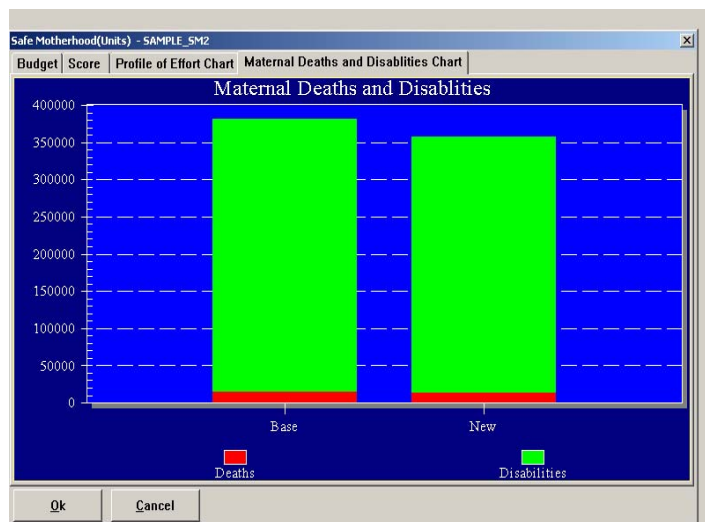 Safe Motherhood(Units) - SAMPLE_SM2
Budget Score Profile of Effort Chart Maternal Deaths and Disablities Chart
Maternal Deaths and Disablities
400000
350000
300000
250000
200000
150000
100000
50000
0
Base New
Deaths Disabilities
Ok Cancel